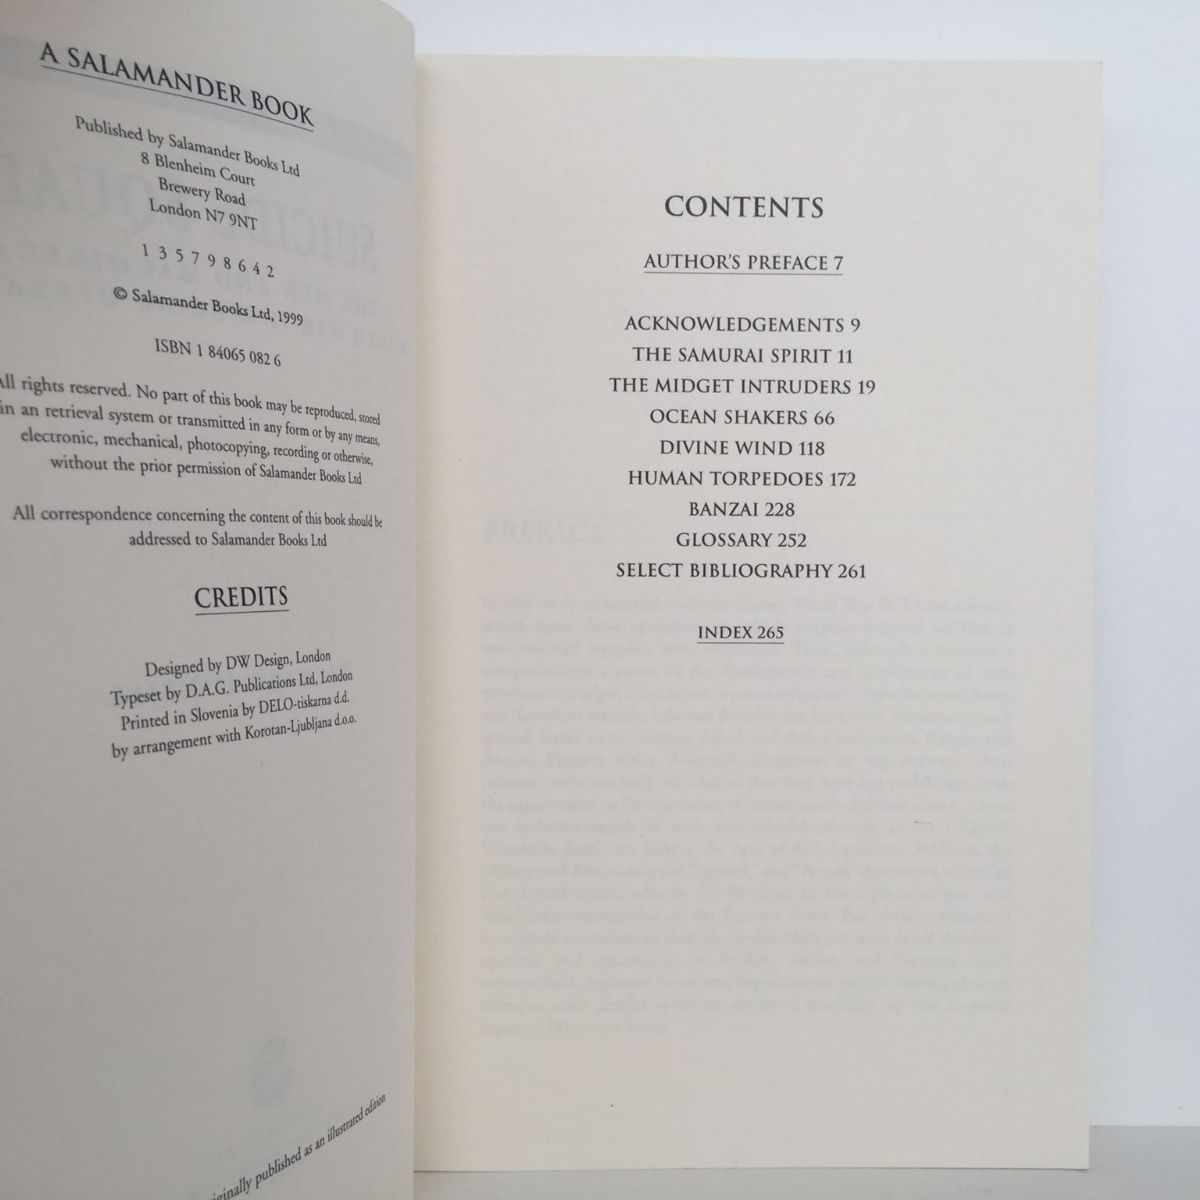 A SALAMANDER BOOK
Published by Salamander Books Ltd
8 Blenheim Court
Brewery Road
London N7 9NT
1 3 5 7 9 8 6 4 2
© Salamander Books Ltd, 1999
ISBN 1 84065 082 6
All rights reserved. No part of this book may be reproduced, stored
in an retrieval system or transmitted in any form or by any means,
electronic, mechanical, photocopying, recording or otherwise,
without the prior permission of Salamander Books Ltd
All correspondence concerning the content of this book should be
addressed to Salamander Books Ltd
CREDITS
Designed by DW Design, London
Typeset by D.A.G. Publications Ltd, London
Printed in Slovenia by DELO-tiskarna d.d.
by arrangement with Korotan-Ljubljana d.o.o.
published as an illustrated edition
CONTENTS
AUTHOR'S PREFACE 7
ACKNOWLEDGEMENTS 9
THE SAMURAI SPIRIT 11
THE MIDGET INTRUDERS 19
OCEAN SHAKERS 66
DIVINE WIND 118
HUMAN TORPEDOES 172
BANZAI 228
GLOSSARY 252
SELECT BIBLIOGRAPHY 261
INDEX 265
PREFACE